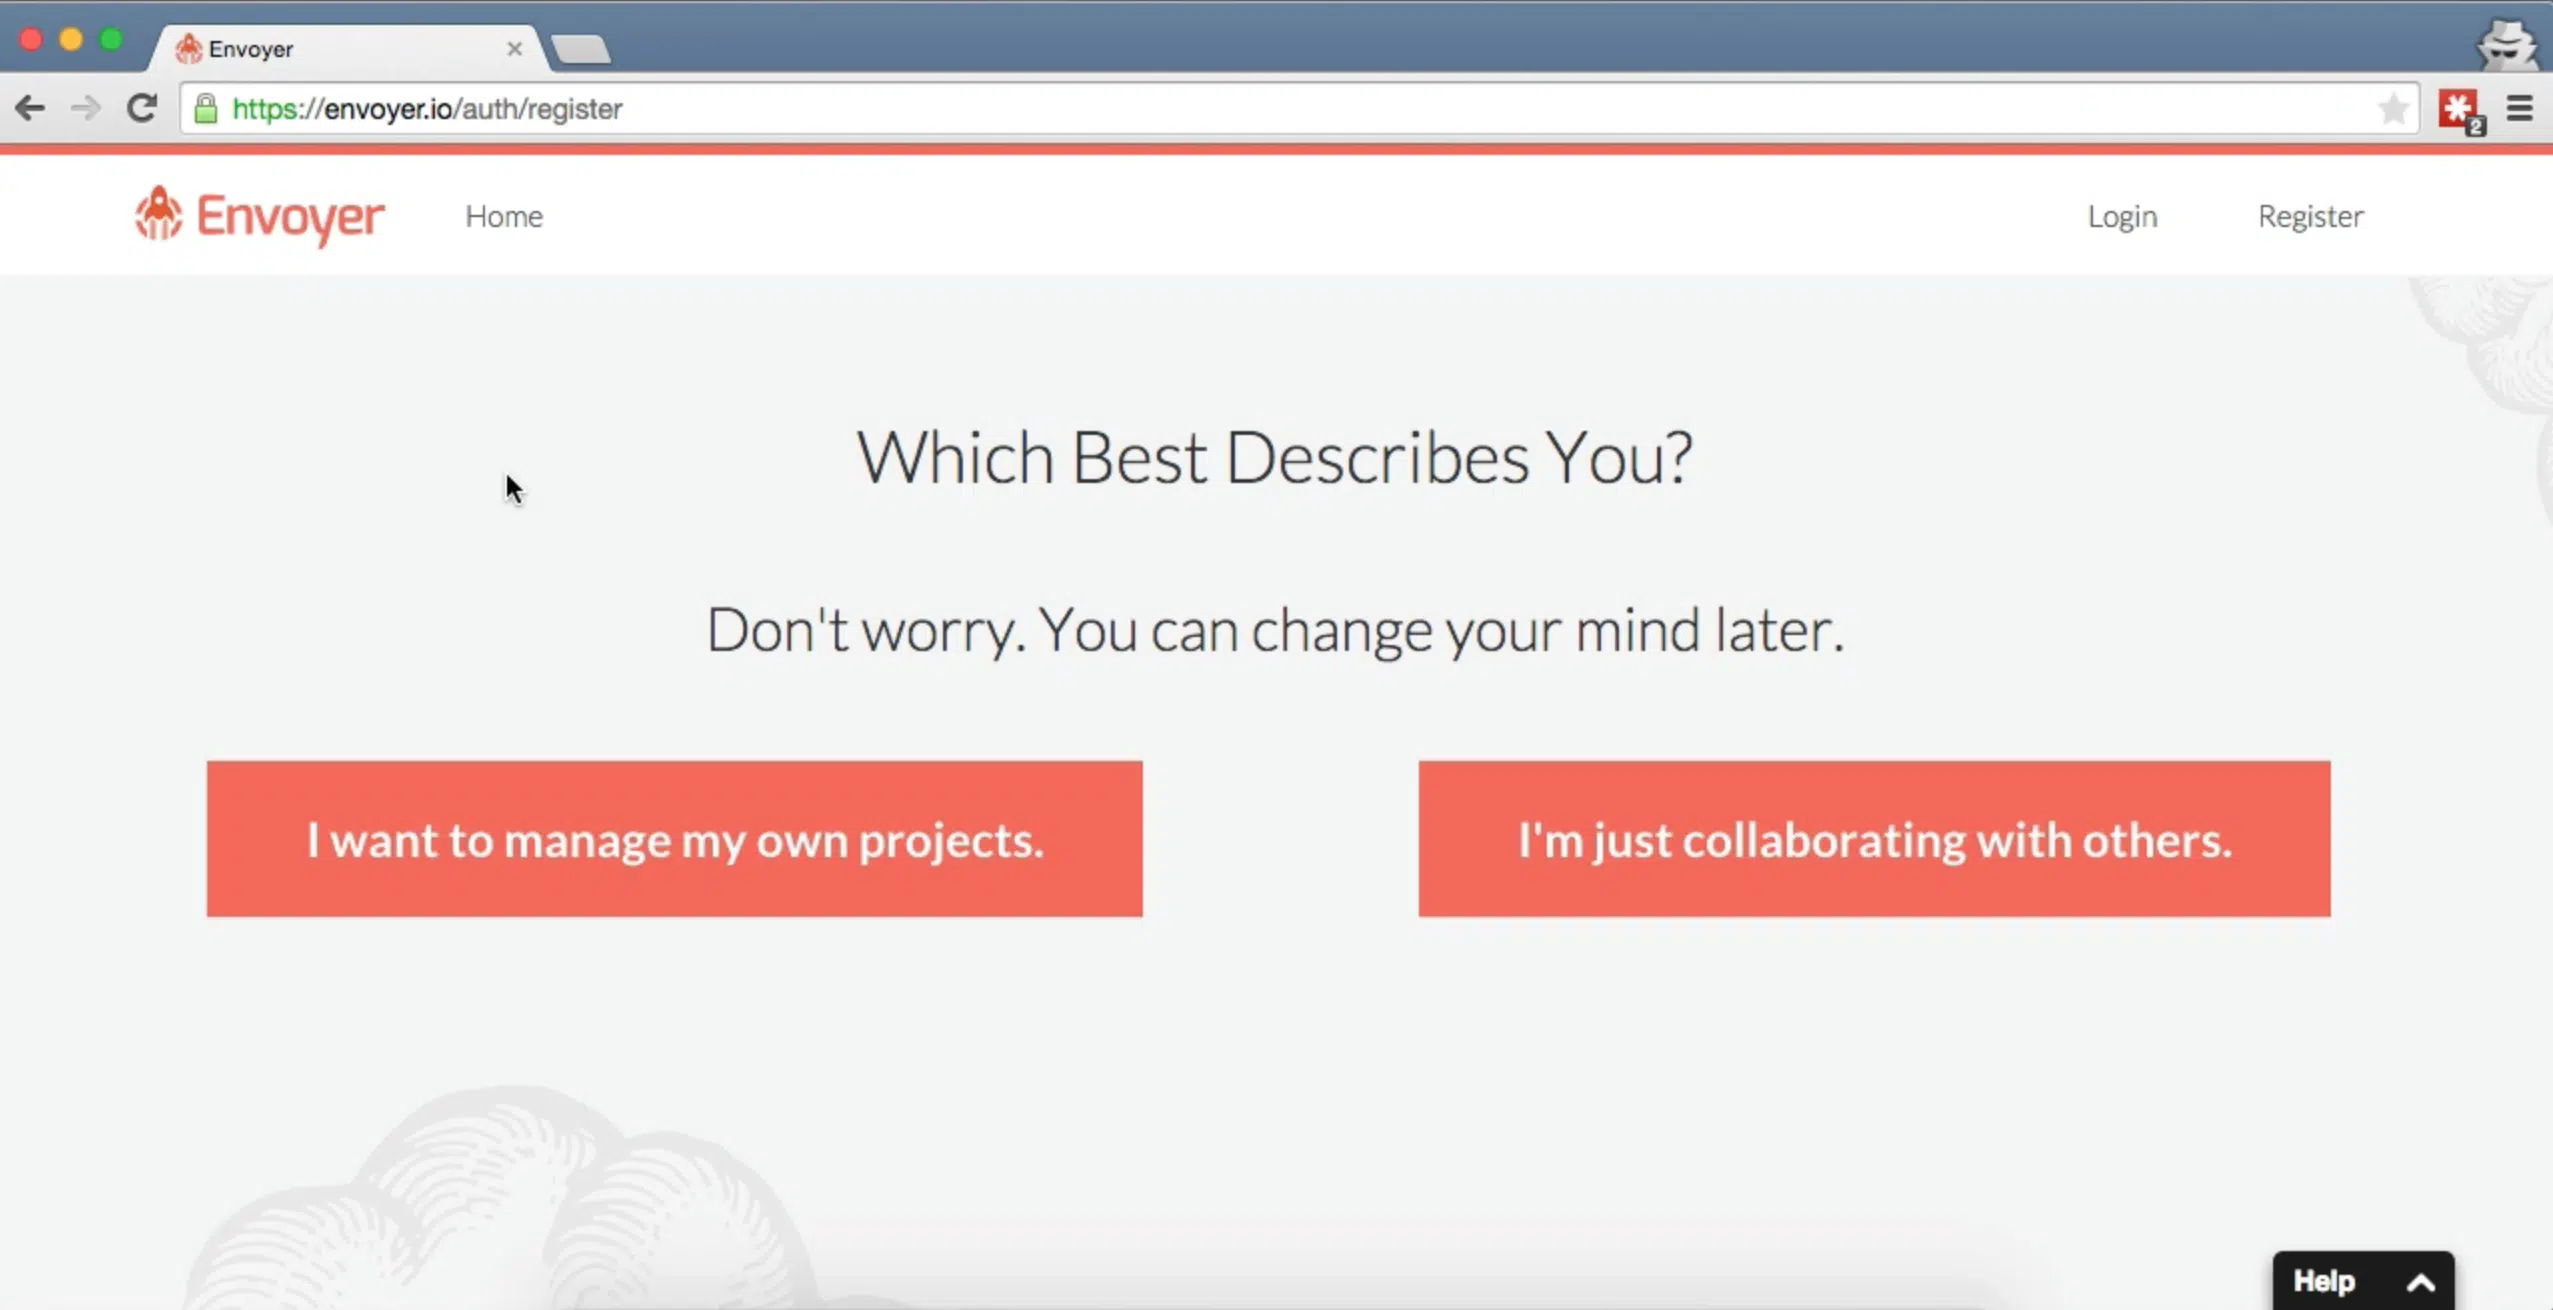 Envoyer
https://envoyer.io/auth/register
2
Envoyer Home Login Register
Which Best Describes You?
Don't worry. You can change your mind later.
I want to manage my own projects. I'm just collaborating with others.
Help